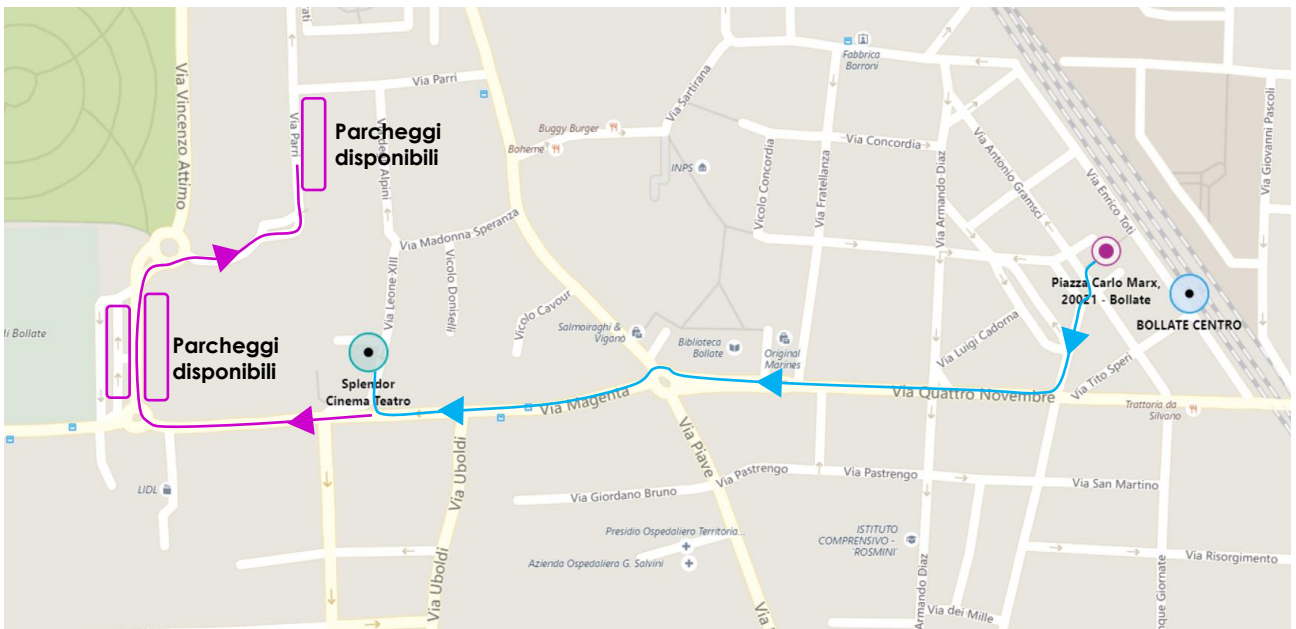 Via Vincenzo Attimo
rati
Via Parri
Via Parri
Parcheggi
disponibili
Via Madonna Speranza
Via Leone XIII
Vicolo Doniselli
Vicolo Cavour
di Bollate
Parcheggi
disponibili
Splendor
Cinema Teatro
Via Magenta
LIDL
Via Uboldi
Via Uboldi
Buggy Burger
Boheme
Via Sartirana
INPS
Fabbrica
Borroni
Via Concordia
Vicolo Concordia
Via Fratellanza
Via Armando Diaz
Via Antonio Gramsci
Via Enrico Toti
Via Giovanni Pascoli
Piazza Carlo Marx,
20021 - Bollate
BOLLATE CENTRO
Salmoiraghi &
Viganò
Biblioteca
Bollate
Original
Marines
Via Luigi Cadorna
Via Tito Speri
Via Quattro Novembre
Trattoria da
Silvano
Via Piave
Via Pastrengo
Via Pastrengo
Via San Martino
Via Giordano Bruno
Presidio Ospedaliero Territoria...
Azienda Ospedaliera G. Salvini
ISTITUTO
COMPRENSIVO -
'ROSMINI'
Via Risorgimento
Armando Diaz
Via dei Mille
nque Giornate